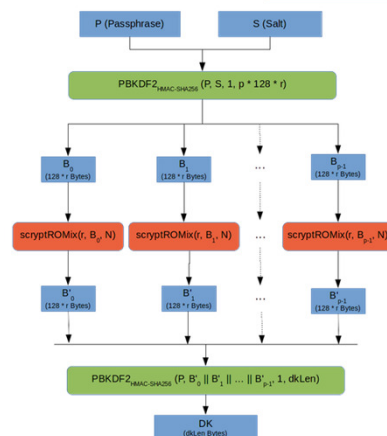 P (Passphrase)
S (Salt)
PBKDF2HMAC-SHA256 (P, S, 1, p * 128 * r)
B0
(128 * r Bytes)
B1
(128 * r Bytes)
...
Bp-1
(128 * r Bytes)
scryptROMix(r, B0, N)
scryptROMix(r, B1, N)
...
scryptROMix(r, Bp-1, N)
B'0
(128 * r Bytes)
B'1
(128 * r Bytes)
...
B'p-1
(128 * r Bytes)
PBKDF2HMAC-SHA256 (P, B'0 || B'1 || ... || B'p-1, 1, dkLen)
DK
(dkLen Bytes)